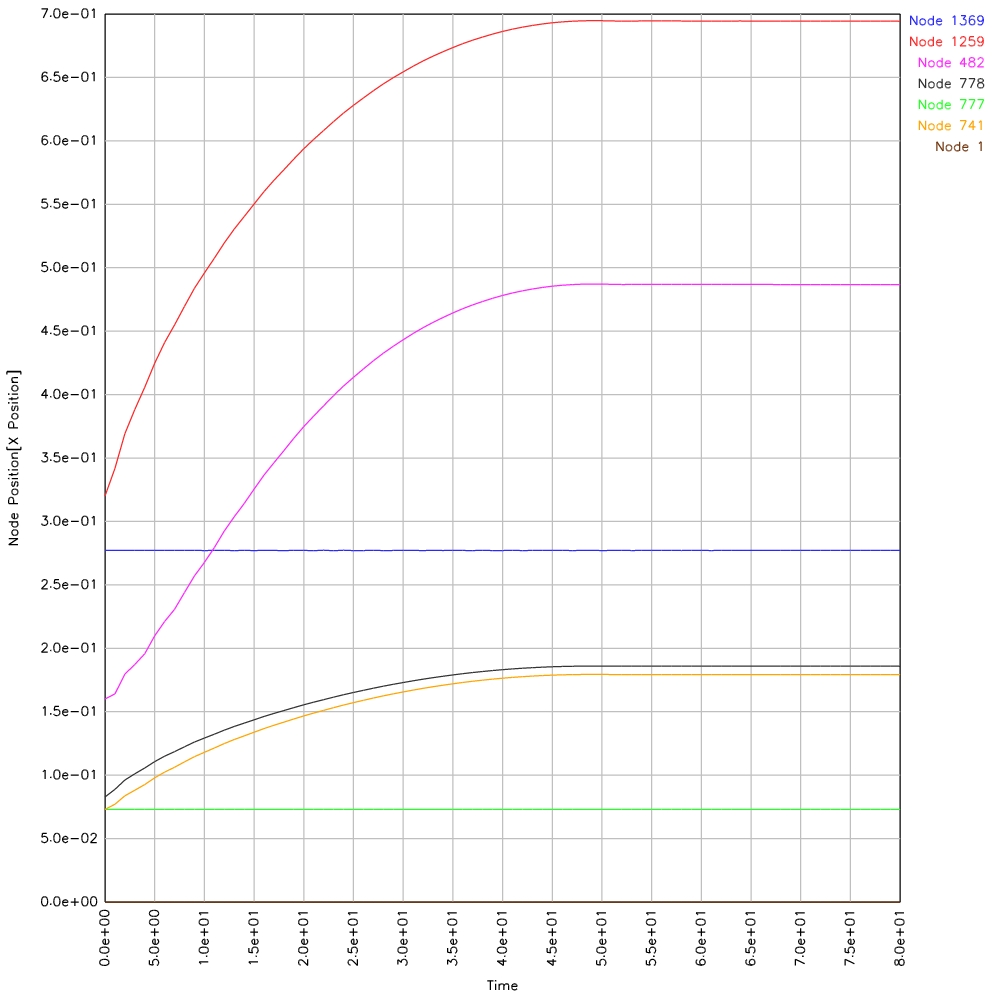 7.0e-01
6.5e-01
6.0e-01
5.5e-01
5.0e-01
4.5e-01
4.0e-01
3.5e-01
3.0e-01
2.5e-01
2.0e-01
1.5e-01
1.0e-01
5.0e-02
0.0e+00
Node Position[X Position]
0.0e+00
5.0e+00
1.0e+01
1.5e+01
2.0e+01
2.5e+01
3.0e+01
3.5e+01
4.0e+01
4.5e+01
5.0e+01
5.5e+01
6.0e+01
6.5e+01
7.0e+01
7.5e+01
8.0e+01
Time
Node 1369
Node 1259
Node 482
Node 778
Node 777
Node 741
Node 1